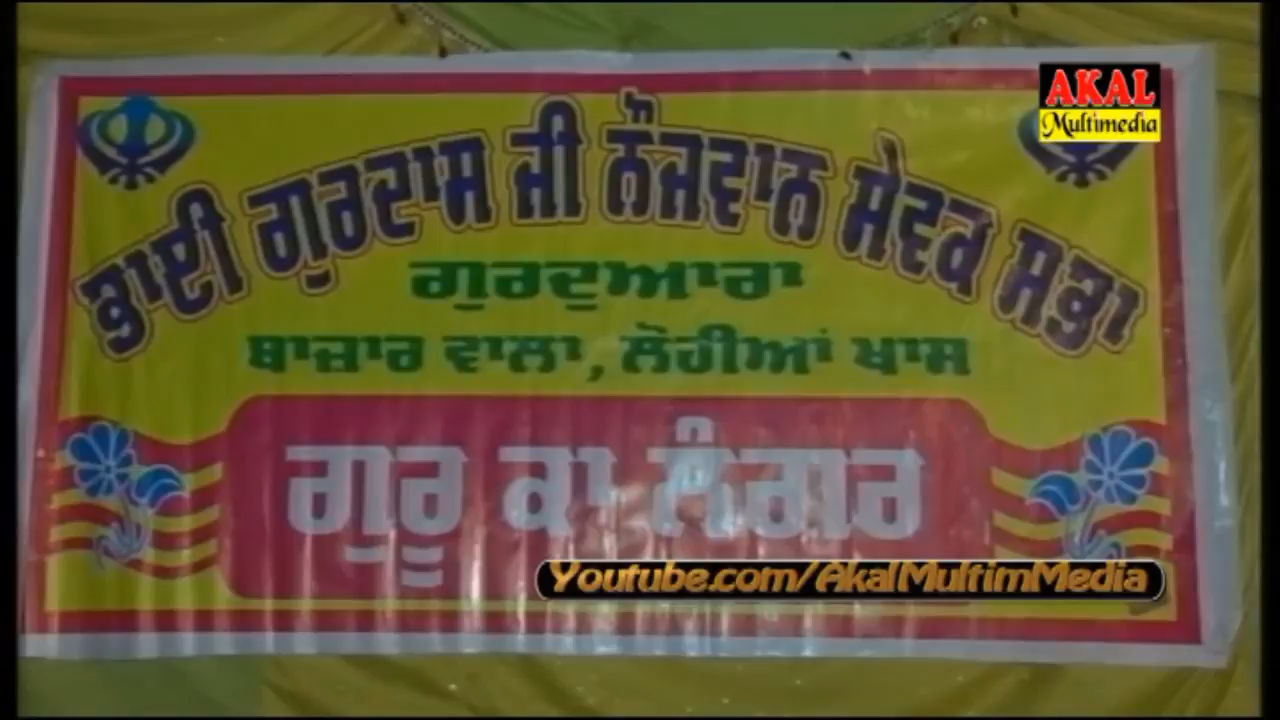 AKAL
Multimedia
ਭਾਈ ਗੁਰਦਾਸ ਜੀ ਨੌਜਵਾਨ ਸੇਵਕ ਸਭਾ
ਗੁਰਦੁਆਰਾ
ਬਾਜ਼ਾਰ ਵਾਲਾ, ਲੋਹੀਆਂ ਖਾਸ
ਗੁਰੂ ਕਾ ਲੰਗਰ
Youtube.com/AkalMultimMedia